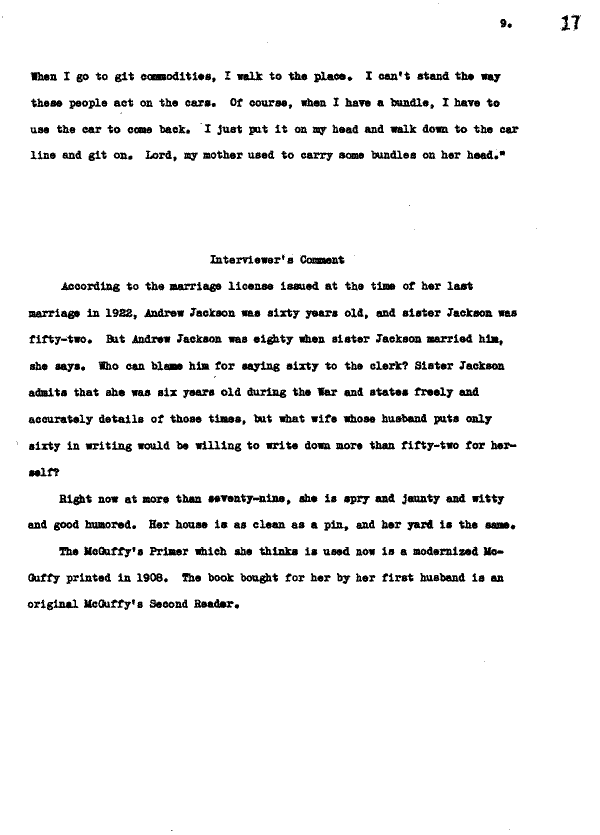 9. 17
When I go to git commodities, I walk to the place. I can't stand the way
these people act on the cars. Of course, when I have a bundle, I have to
use the car to come back. I just put it on my head and walk down to the car
line and git on. Lord, my mother used to carry some bundles on her head."
Interviewer's Comment
According to the marriage license issued at the time of her last
marriage in 1922, Andrew Jackson was sixty years old, and sister Jackson was
fifty-two. But Andrew Jackson was eighty when sister Jackson married him,
she says. Who can blame him for saying sixty to the clerk? Sister Jackson
admits that she was six years old during the War and states freely and
accurately details of those times, but what wife whose husband puts only
sixty in writing would be willing to write down more than fifty-two for her-
self?
Right now at more than seventy-nine, she is spry and jaunty and witty
and good humored. Her house is as clean as a pin, and her yard is the same.
The McGuffy's Primer which she thinks is used now is a modernized Mc-
Guffy printed in 1908. The book bought for her by her first husband is an
original McGuffy's Second Reader.